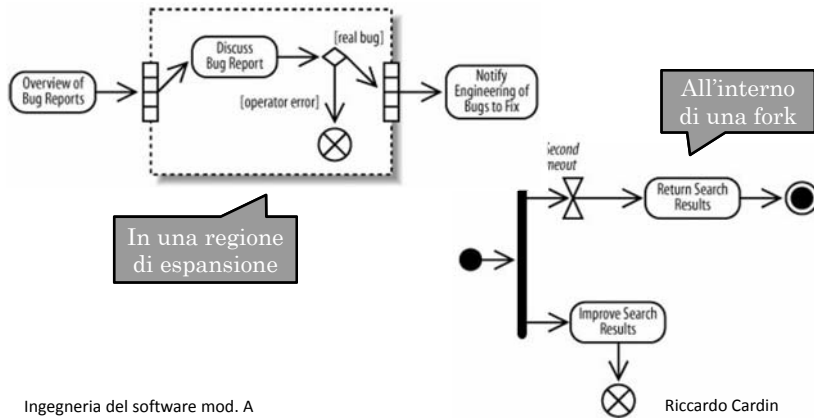 [real bug]
Discuss
Bug Report
Overview of
Bug Reports
[operator error]
Notify
Engineering of
Bugs to Fix
In una regione
di espansione
All'interno
di una fork
Second
Return Search
Results
Improve Search
Results
Ingegneria del software mod. A
Riccardo Cardin